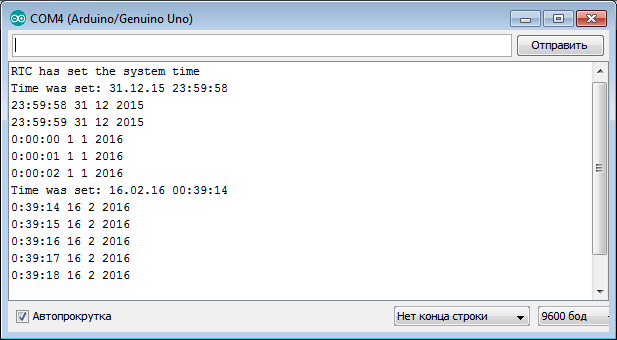 COM4 (Arduino/Genuino Uno)
Отправить
RTC has set the system time
Time was set: 31.12.15 23:59:58
23:59:58 31 12 2015
23:59:59 31 12 2015
0:00:00 1 1 2016
0:00:01 1 1 2016
0:00:02 1 1 2016
Time was set: 16.02.16 00:39:14
0:39:14 16 2 2016
0:39:15 16 2 2016
0:39:16 16 2 2016
0:39:17 16 2 2016
0:39:18 16 2 2016
Автопрокрутка
Нет конца строки
9600 бод